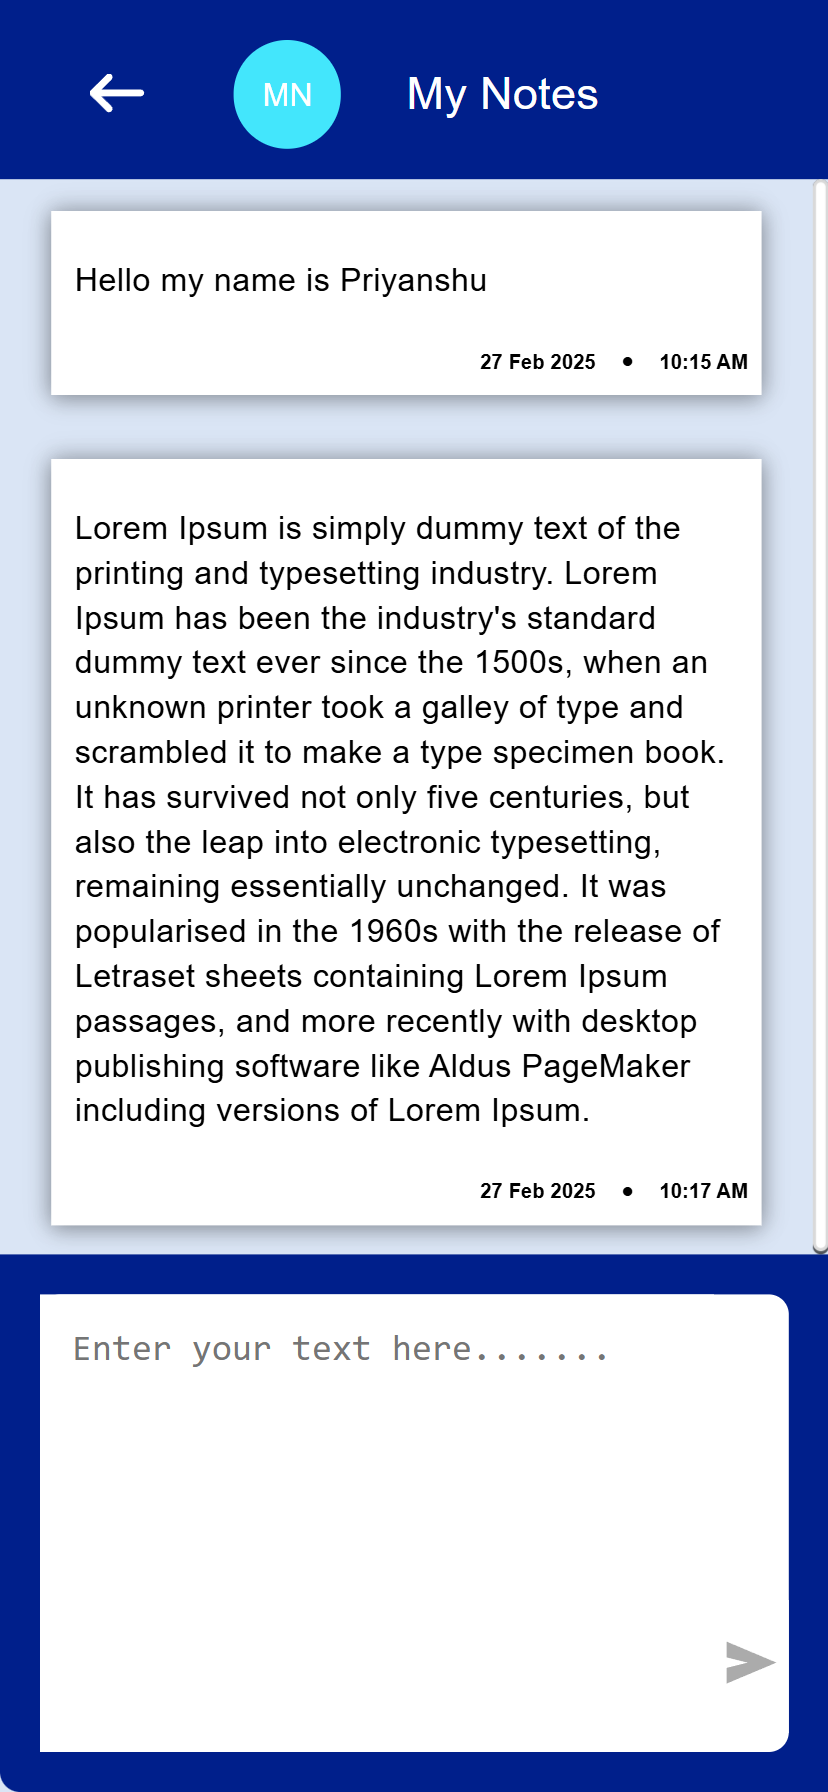 MN My Notes
Hello my name is Priyanshu
27 Feb 2025 • 10:15 AM
Lorem Ipsum is simply dummy text of the
printing and typesetting industry. Lorem
Ipsum has been the industry's standard
dummy text ever since the 1500s, when an
unknown printer took a galley of type and
scrambled it to make a type specimen book.
It has survived not only five centuries, but
also the leap into electronic typesetting,
remaining essentially unchanged. It was
popularised in the 1960s with the release of
Letraset sheets containing Lorem Ipsum
passages, and more recently with desktop
publishing software like Aldus PageMaker
including versions of Lorem Ipsum.
27 Feb 2025 • 10:17 AM
Enter your text here.......